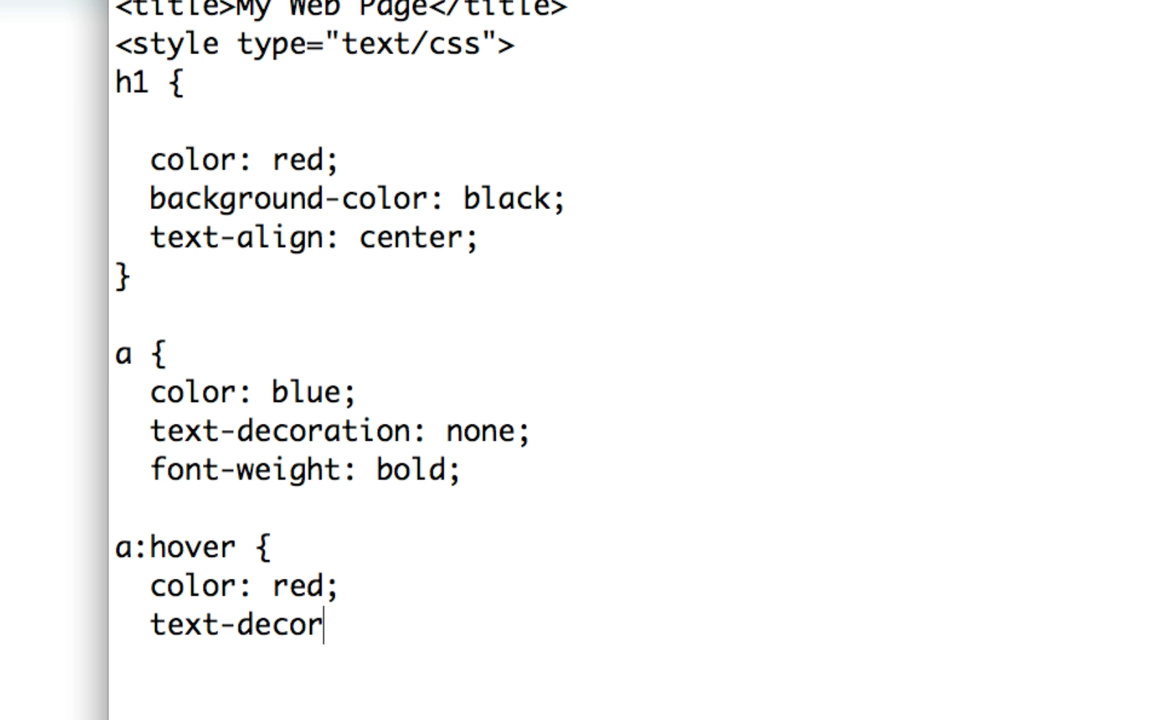 <title>My Web Page</title>
<style type="text/css">
h1 {
color: red;
background-color: black;
text-align: center;
}
a {
color: blue;
text-decoration: none;
font-weight: bold;
a:hover {
color: red;
text-decor